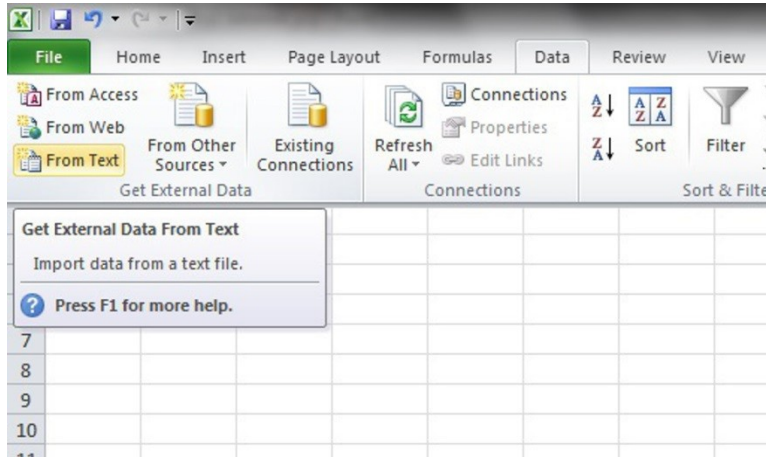 File Home Insert Page Layout Formulas Data Review View
From Access
From Web
From Text
From Other
Sources
Existing
Connections
Get External Data
Refresh
All
Connections
Properties
Edit Links
Connections
Sort
Filter
Sort & Filte
Get External Data From Text
Import data from a text file.
Press F1 for more help.
7
8
9
10
11